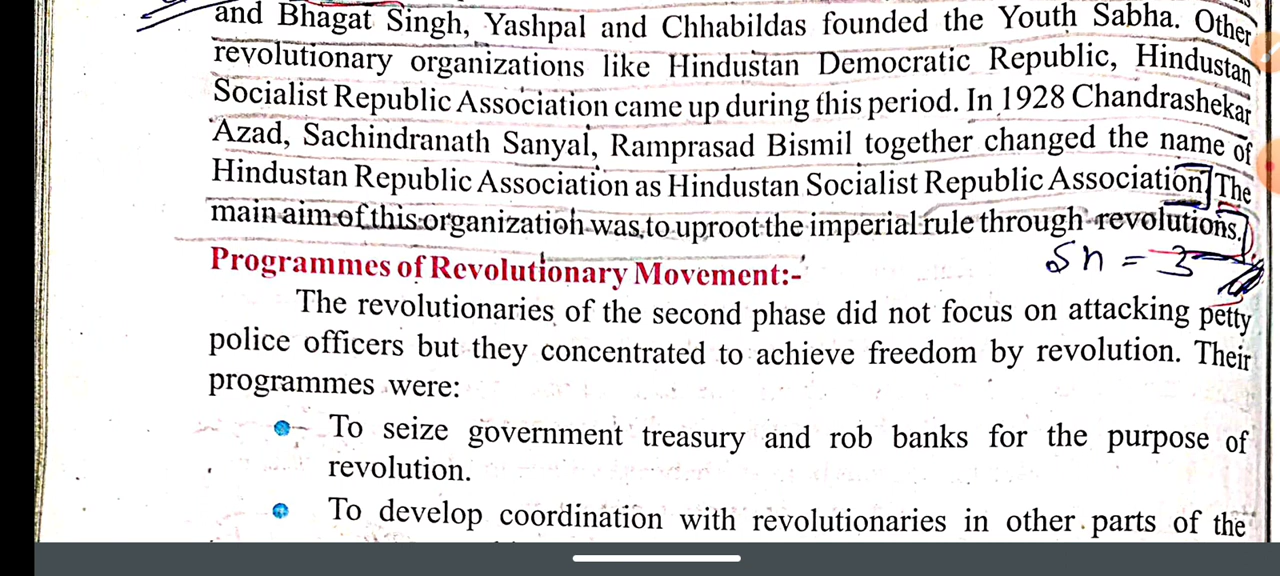 and Bhagat Singh, Yashpal and Chhabildas founded the Youth Sabha. Other
revolutionary organizations like Hindustan Democratic Republic, Hindustan
Socialist Republic Association came up during this period. In 1928 Chandrashekar
Azad, Sachindranath Sanyal, Ramprasad Bismil together changed the name of
Hindustan Republic Association as Hindustan Socialist Republic Association. The
main aim of this organization was to uproot the imperial rule through revolutions.
Sn = 3
Programmes of Revolutionary Movement:-
The revolutionaries of the second phase did not focus on attacking petty
police officers but they concentrated to achieve freedom by revolution. Their
programmes were:
To seize government treasury and rob banks for the purpose of
revolution.
To develop coordination with revolutionaries in other parts of the